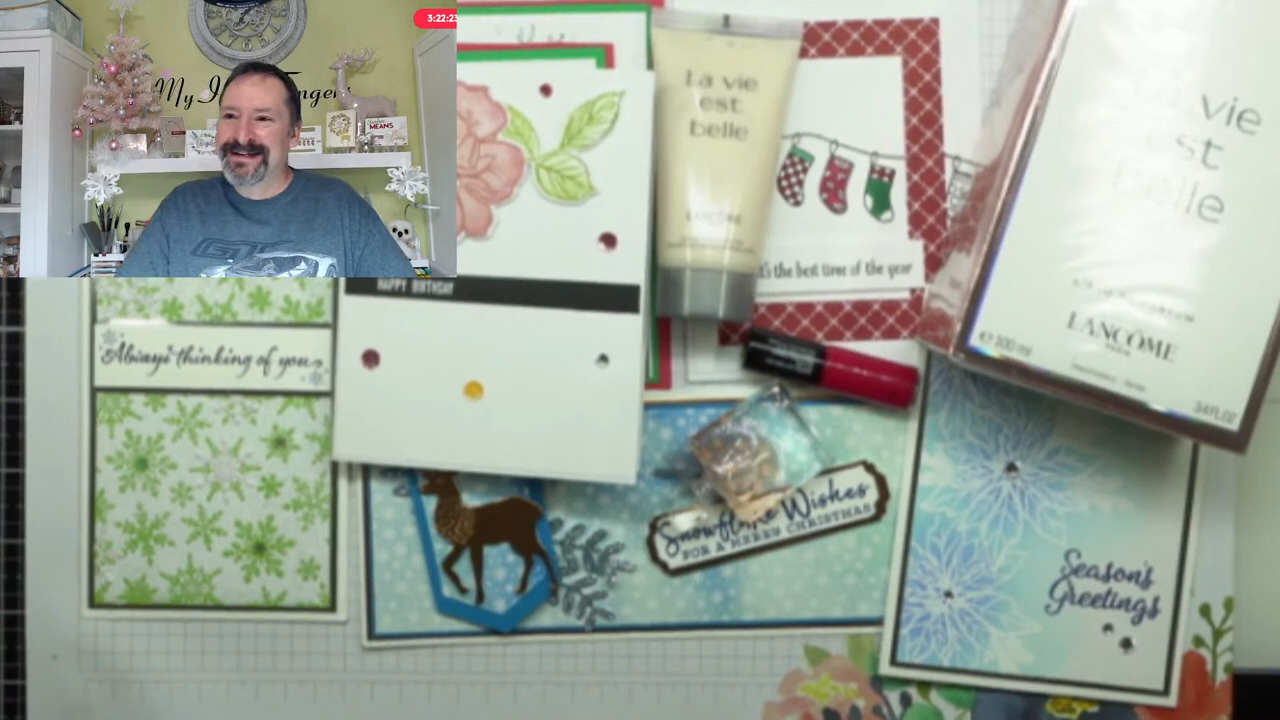 3:22:23
My In
nger
MEANS
La vie
est
belle
vie
st
belle
LANCÔME
PARIS
e 100 ml
3.4 FL.OZ
's the best time of the year
HAPPY BIRTHDAY
Always thinking of you
Snowflake Wishes
FOR A MERRY CHRISTMAS
Season's
Greetings